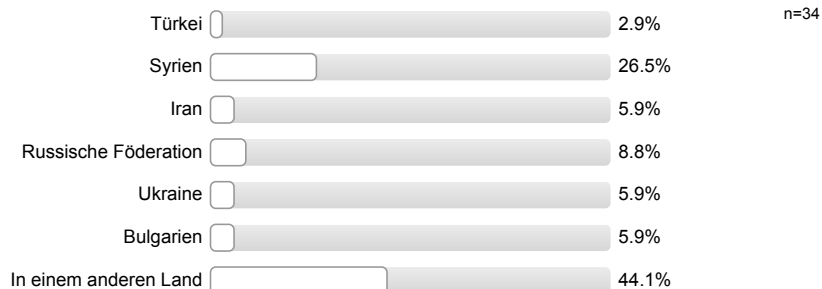 n=34
Türkei 2.9%
Syrien 26.5%
Iran 5.9%
Russische Föderation 8.8%
Ukraine 5.9%
Bulgarien 5.9%
In einem anderen Land 44.1%